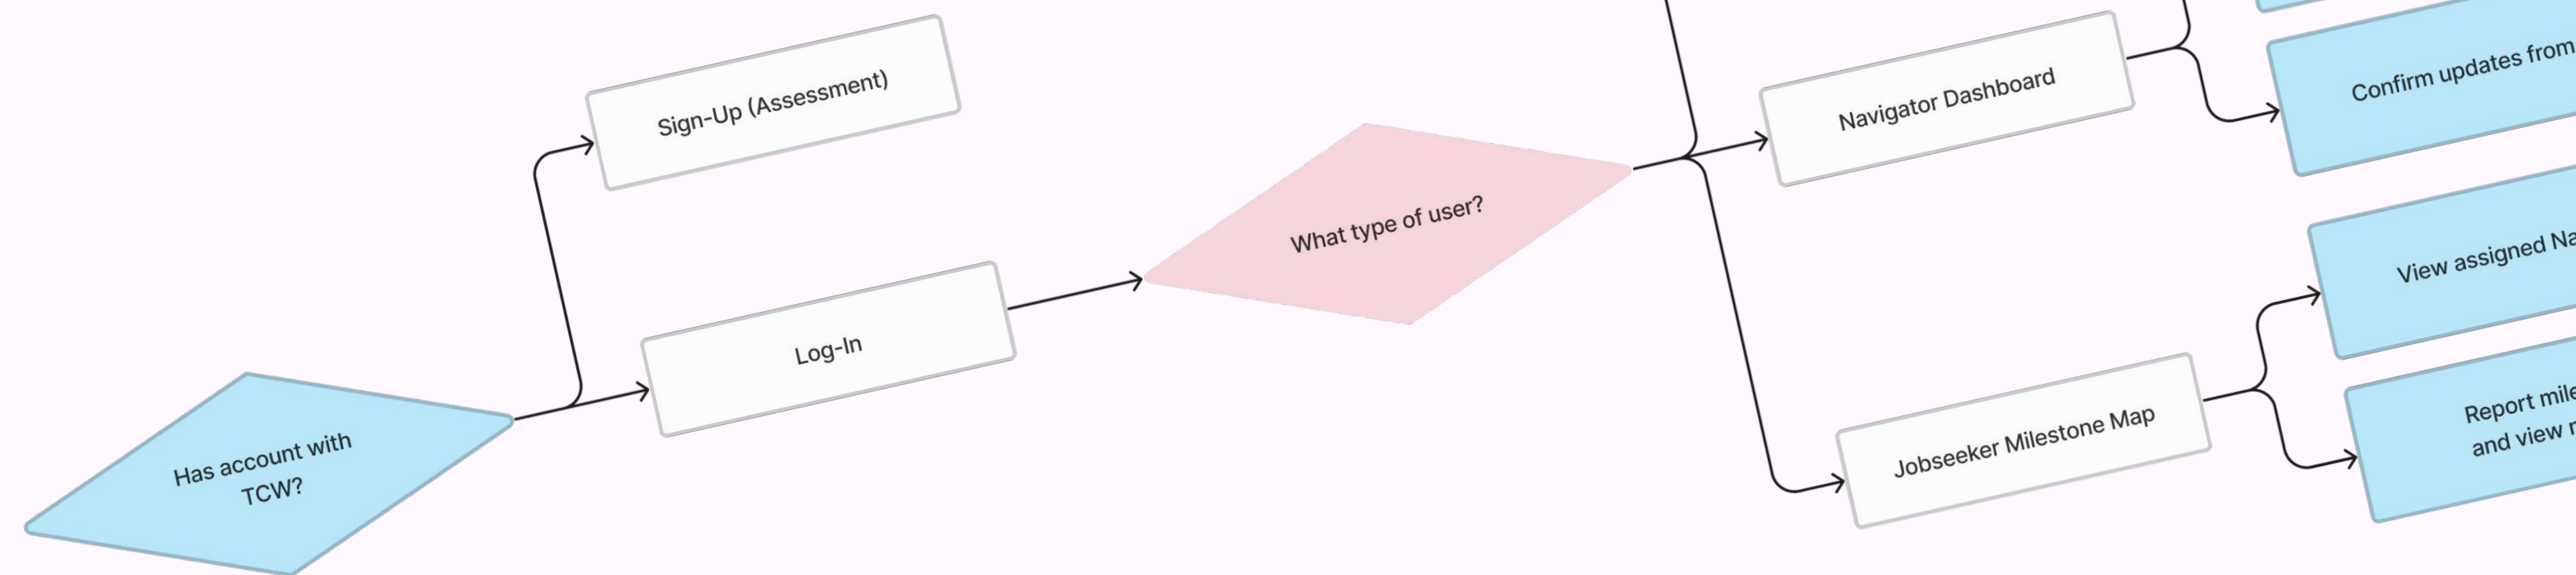 Sign-Up (Assessment)
Has account with
TCW?
Log-In
What type of user?
Navigator Dashboard
Confirm updates from
Jobseeker Milestone Map
View assigned
Report
and view